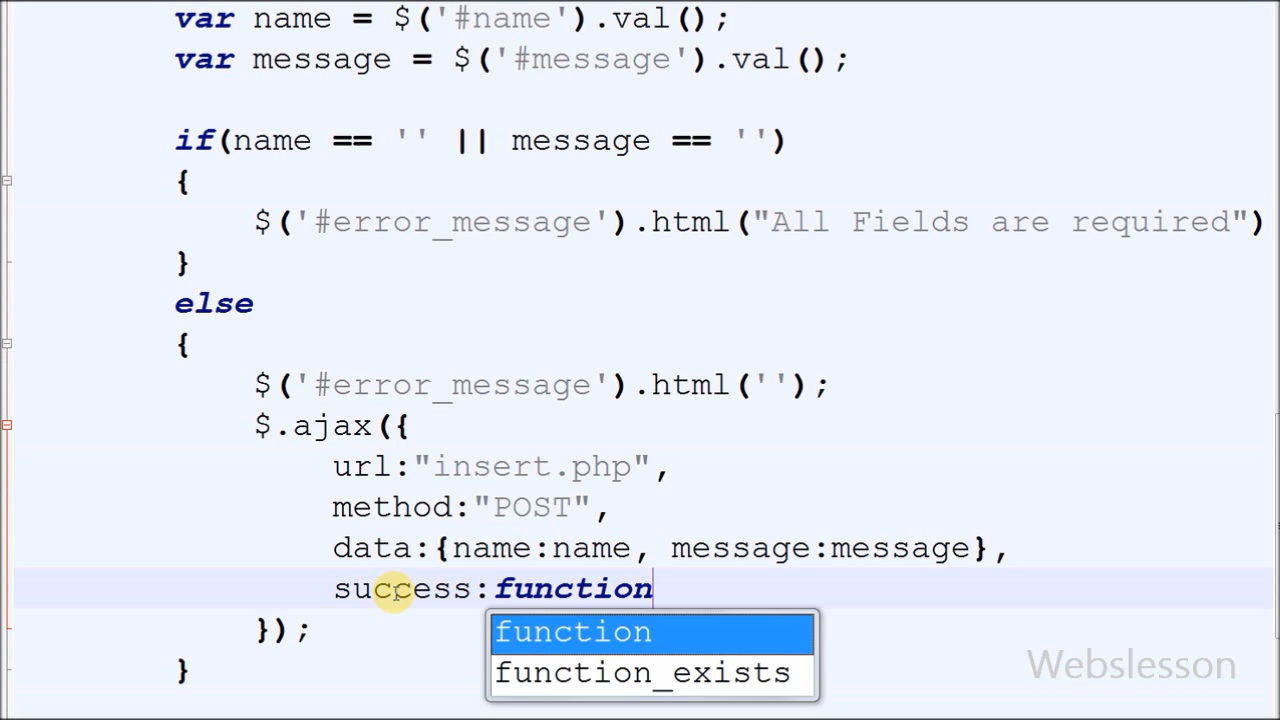 var name = $('#name').val();
var message = $('#message').val();
if(name == '' || message == '')
{
$('#error_message').html("All Fields are required")
}
else
{
$('#error_message').html('');
$.ajax({
url:"insert.php",
method:"POST",
data:{name:name, message:message},
success:function
function
function_exists
});
}
Webslesson